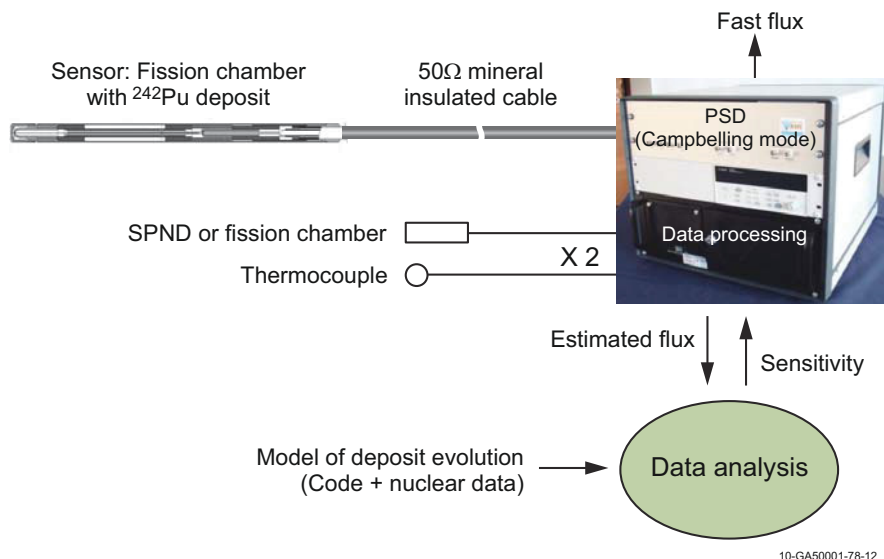 Fast flux
Sensor: Fission chamber
with ²⁴²Pu deposit
50Ω mineral
insulated cable
PSD
(Campbelling mode)
SPND or fission chamber
Data processing
X 2
Thermocouple
Estimated flux
Sensitivity
Model of deposit evolution
(Code + nuclear data)
Data analysis
10-GA50001-78-12